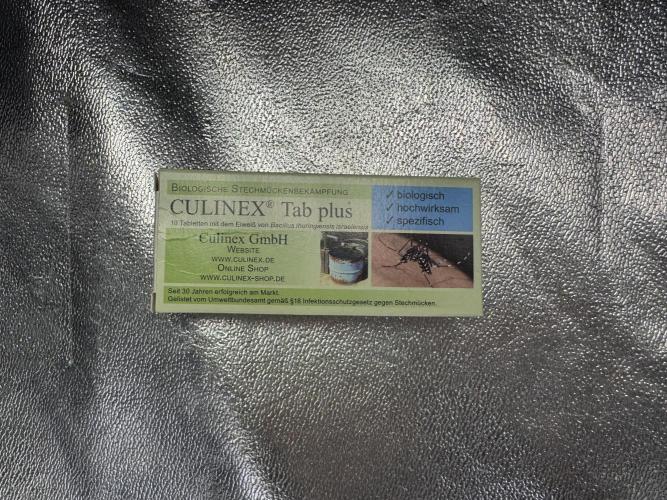 BIOLOGISCHE STECHMÜCKENBEKÄMPFUNG
CULINEX® Tab plus
10 Tabletten mit dem Eiweiß von Bacillus thuringiensis israelensis
✓ biologisch
✓ hochwirksam
✓ spezifisch
Culinex GmbH
WEBSITE
WWW.CULINEX.DE
ONLINE SHOP
WWW.CULINEX-SHOP.DE
Seit 30 Jahren erfolgreich am Markt.
Gelistet vom Umweltbundesamt gemäß §18 Infektionsschutzgesetz gegen Stechmücken.